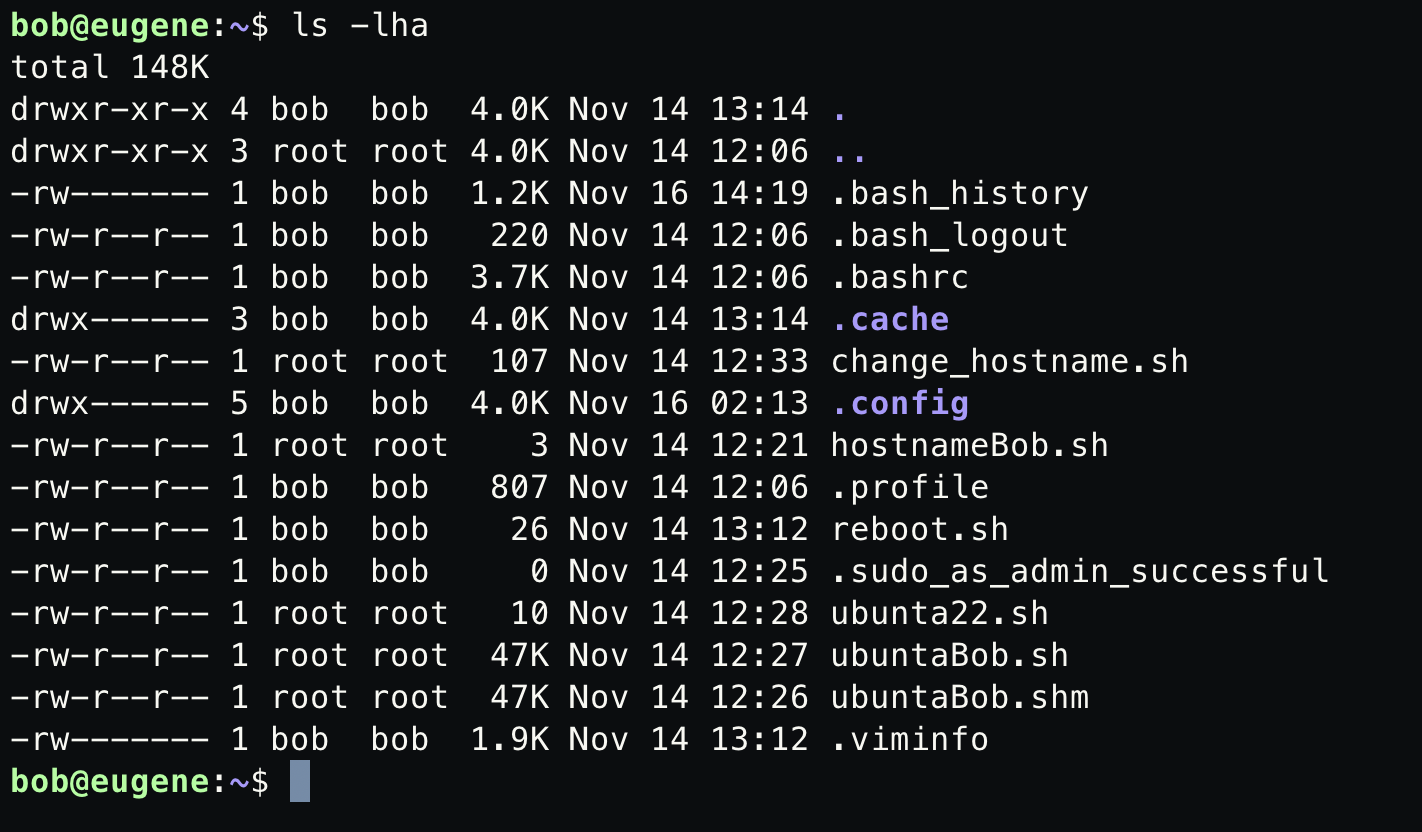 bob@eugene:~$ ls -lha
total 148K
drwxr-xr-x 4 bob  bob  4.0K Nov 14 13:14 .
drwxr-xr-x 3 root root 4.0K Nov 14 12:06 ..
-rw------- 1 bob  bob  1.2K Nov 16 14:19 .bash_history
-rw-r--r-- 1 bob  bob   220 Nov 14 12:06 .bash_logout
-rw-r--r-- 1 bob  bob  3.7K Nov 14 12:06 .bashrc
drwx------ 3 bob  bob  4.0K Nov 14 13:14 .cache
-rw-r--r-- 1 root root  107 Nov 14 12:33 change_hostname.sh
drwx------ 5 bob  bob  4.0K Nov 16 02:13 .config
-rw-r--r-- 1 root root    3 Nov 14 12:21 hostnameBob.sh
-rw-r--r-- 1 bob  bob   807 Nov 14 12:06 .profile
-rw-r--r-- 1 bob  bob    26 Nov 14 13:12 reboot.sh
-rw-r--r-- 1 bob  bob     0 Nov 14 12:25 .sudo_as_admin_successful
-rw-r--r-- 1 root root   10 Nov 14 12:28 ubunta22.sh
-rw-r--r-- 1 root root  47K Nov 14 12:27 ubuntaBob.sh
-rw-r--r-- 1 root root  47K Nov 14 12:26 ubuntaBob.shm
-rw------- 1 bob  bob  1.9K Nov 14 13:12 .viminfo
bob@eugene:~$